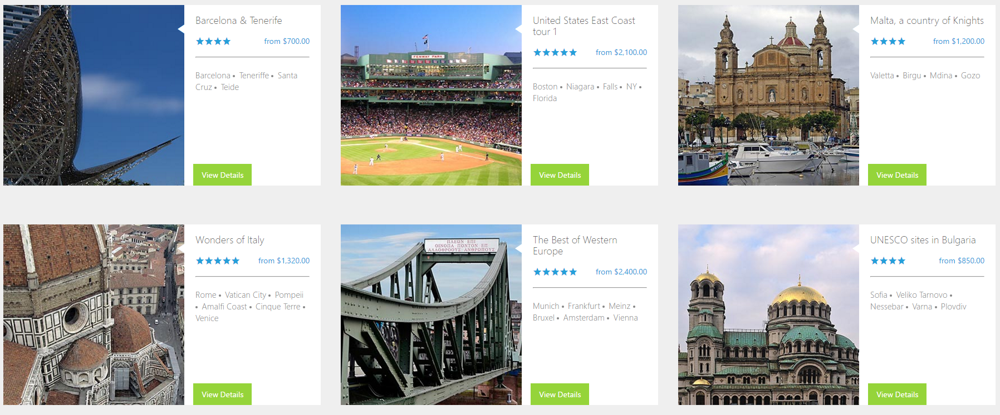 Barcelona & Tenerife
from $700.00
Barcelona • Teneriffe • Santa
Cruz • Teide
View Details
FENWAY PARK
United States East Coast
tour 1
from $2,100.00
Boston • Niagara • Falls • NY •
Florida
View Details
Malta, a country of Knights
from $1,200.00
Valetta • Birgu • Mdina • Gozo
View Details
Wonders of Italy
from $1,320.00
Rome • Vatican City • Pompeii
• Amalfi Coast • Cinque Terre •
Venice
View Details
ΠΛΕΩΝ ΕΠΙ
ΟΙΝΟΠΑ ΠΟΝΤΟΝ ΕΠ
ΑΛΛΟΘΡΟΟΥΣ ΑΝΘΡΩΠΟΥΣ
The Best of Western
Europe
from $2,400.00
Munich • Frankfurt • Meinz •
Bruxel • Amsterdam • Vienna
View Details
UNESCO sites in Bulgaria
from $850.00
Sofia • Veliko Tarnovo •
Nessebar • Varna • Plovdiv
View Details